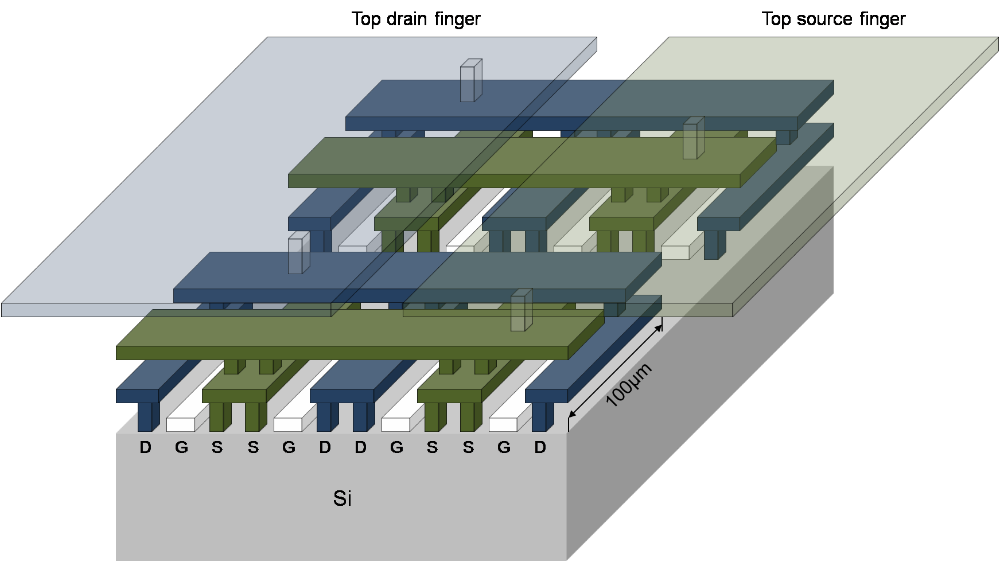 Top drain finger
Top source finger
100μm
D G S S G D D G S S G D
Si